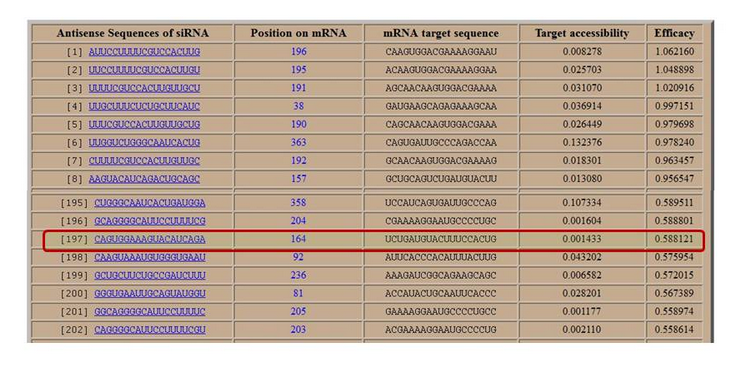 Antisense Sequences of siRNA Position on mRNA mRNA target sequence Target accessibility Efficacy
[1] AUUCCUUUUCGUCCACUUG 196 CAAGUGGACGAAAAGGAAU 0.008278 1.062160
[2] UUCCUUUUCGUCCACUUGU 195 ACAAGUGGACGAAAAGGAA 0.025703 1.048898
[3] UUUUCGUCCACUUGUUGCU 191 AGCAACAAGUGGACGAAAA 0.031070 1.020916
[4] UUGCUUUCUCUGCUUCAUC 38 GAUGAAGCAGAGAAAGCAA 0.036914 0.997151
[5] UUUCGUCCACUUGUUGCUG 190 CAGCAACAAGUGGACGAAA 0.026449 0.979698
[6] UUGGUCUGGGCAAUCACUG 363 CAGUGAUUGCCCAGACCAA 0.132376 0.978240
[7] CUUUUCGUCCACUUGUUGC 192 GCAACAAGUGGACGAAAAG 0.018301 0.963457
[8] AAGUACAUCAGACUGCAGC 157 GCUGCAGUCUGAUGUACUU 0.013080 0.956547
[195] CUGGGCAAUCACUGAUGGA 358 UCCAUCAGUGAUUGCCCAG 0.107334 0.589511
[196] GCAGGGGCAUUCCUUUUCG 204 CGAAAAGGAAUGCCCCUGC 0.001604 0.588801
[197] CAGUGGAAAGUACAUCAGA 164 UCUGAUGUACUUUCCACUG 0.001433 0.588121
[198] CAAGUAAAUGUGGGUGAAU 92 AUUCACCCACAUUUACUUG 0.043202 0.575954
[199] GCUGCUUCUGCCGAUCUUU 236 AAAGAUCGGCAGAAGCAGC 0.006582 0.572015
[200] GGGUGAAUUGCAGUAUGGU 81 ACCAUACUGCAAUUCACCC 0.028201 0.567389
[201] GGCAGGGGCAUUCCUUUUC 205 GAAAAGGAAUGCCCCUGCC 0.001177 0.558974
[202] CAGGGGCAUUCCUUUUCGU 203 ACGAAAAGGAAUGCCCCUG 0.002110 0.558614